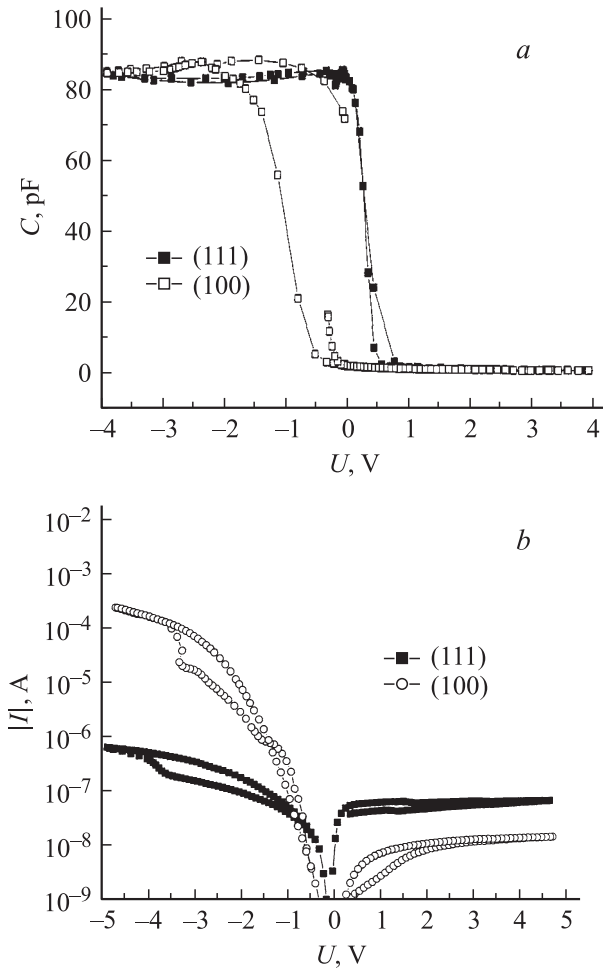 a
100
80
60
40
20
0
C, pF
(111)
(100)
–4 –3 –2 –1 0 1 2 3 4
U, V
b
10⁻²
10⁻³
10⁻⁴
10⁻⁵
10⁻⁶
10⁻⁷
10⁻⁸
10⁻⁹
|I|, A
(111)
(100)
–5 –4 –3 –2 –1 0 1 2 3 4 5
U, V